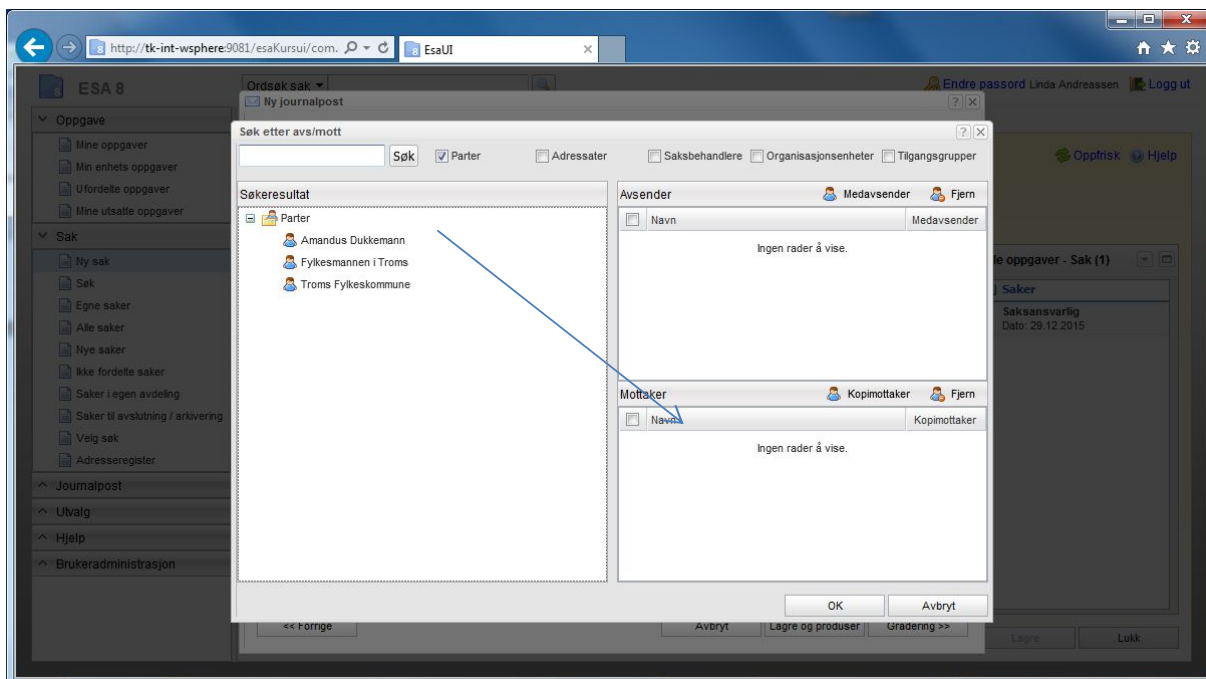 http://tk-int-wsphere:9081/esaKursui/com.
EsaUI
ESA 8
Ordsøk sak
Endre passord Linda Andreassen Logg ut
Ny journalpost
Oppgave
Mine oppgaver
Min enhets oppgaver
Ufordelte oppgaver
Mine utsatte oppgaver
Sak
Ny sak
Søk
Egne saker
Alle saker
Nye saker
Ikke fordelte saker
Saker i egen avdeling
Saker til avslutning / arkivering
Velg søk
Adresseregister
Journalpost
Utvalg
Hjelp
Brukeradministrasjon
Søk etter avs/mott
Søk Parter Adressater Saksbehandlere Organisasjonsenheter Tilgangsgrupper
Søkeresultat
Parter
Amandus Dukkemann
Fylkesmannen i Troms
Troms Fylkeskommune
Avsender Medavsender Fjern
Navn Medavsender
Ingen rader å vise.
Mottaker Kopimottaker Fjern
Navn Kopimottaker
Ingen rader å vise.
OK Avbryt
<< Forrige Avbryt Lagre og produser Gradering >>
Oppfrisk Hjelp
le oppgaver - Sak (1)
Saker
Saksansvarlig
Dato: 29.12.2015
Lagre Lukk